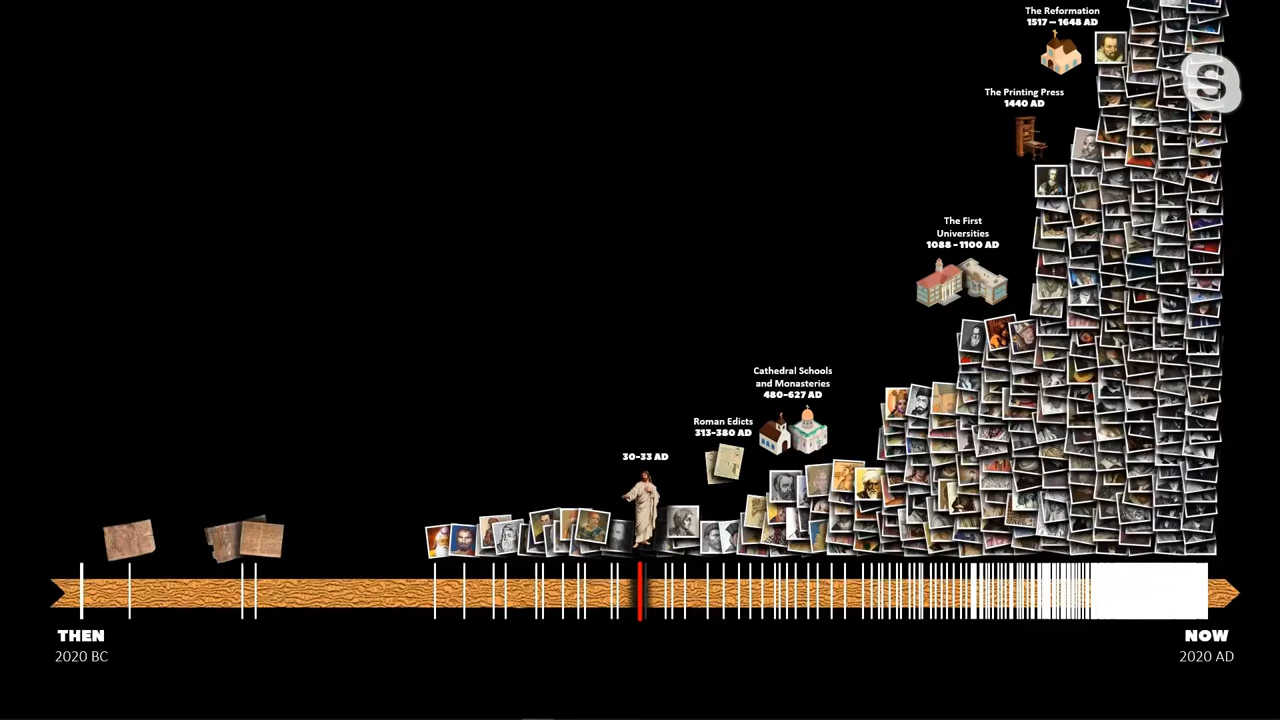 The Reformation
1517 – 1648 AD
The Printing Press
1440 AD
The First
Universities
1088 – 1100 AD
Cathedral Schools
and Monasteries
480-627 AD
Roman Edicts
313-380 AD
30-33 AD
THEN
2020 BC
NOW
2020 AD
S